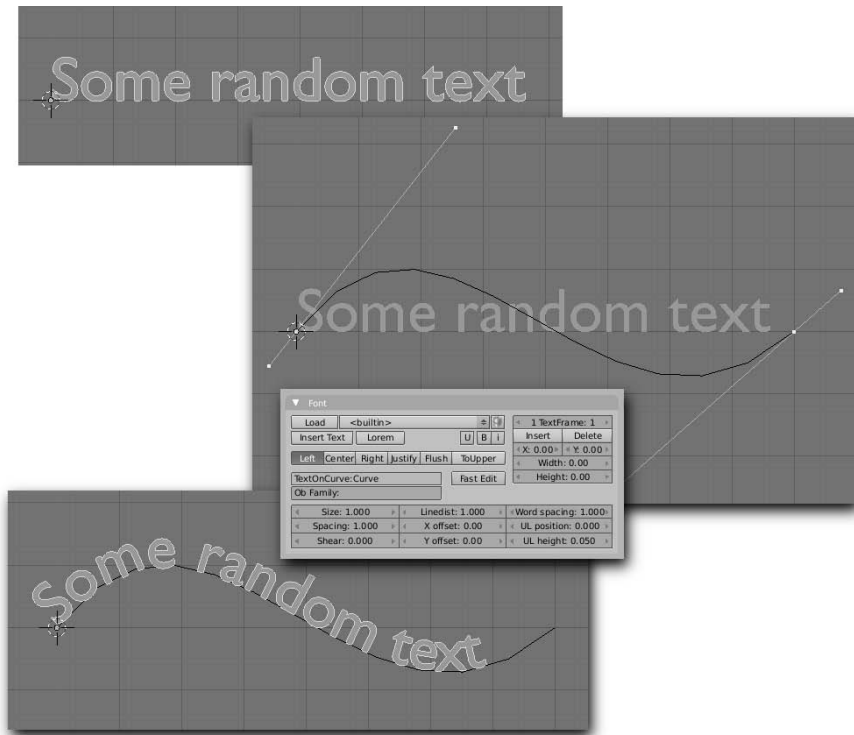 Some random text
Some random text
Font
Load <builtin>
Insert Text Lorem U B i
Left Center Right Justify Flush ToUpper
TextOnCurve:Curve Fast Edit
Ob Family:
1 TextFrame: 1
Insert Delete
X: 0.00 Y: 0.00
Width: 0.00
Height: 0.00
Size: 1.000 Linedist: 1.000 Word spacing: 1.000
Spacing: 1.000 X offset: 0.00 UL position: 0.000
Shear: 0.000 Y offset: 0.00 UL height: 0.050
Some random text